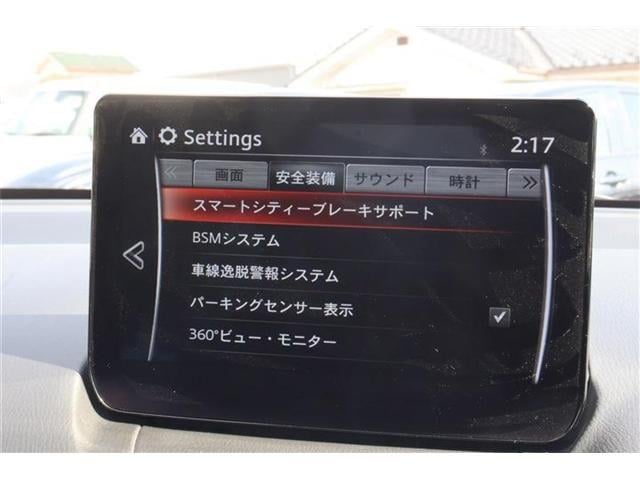 Settings 2:17
画面 安全装備 サウンド 時計
スマートシティーブレーキサポート
BSMシステム
車線逸脱警報システム
パーキングセンサー表示
360°ビュー・モニター